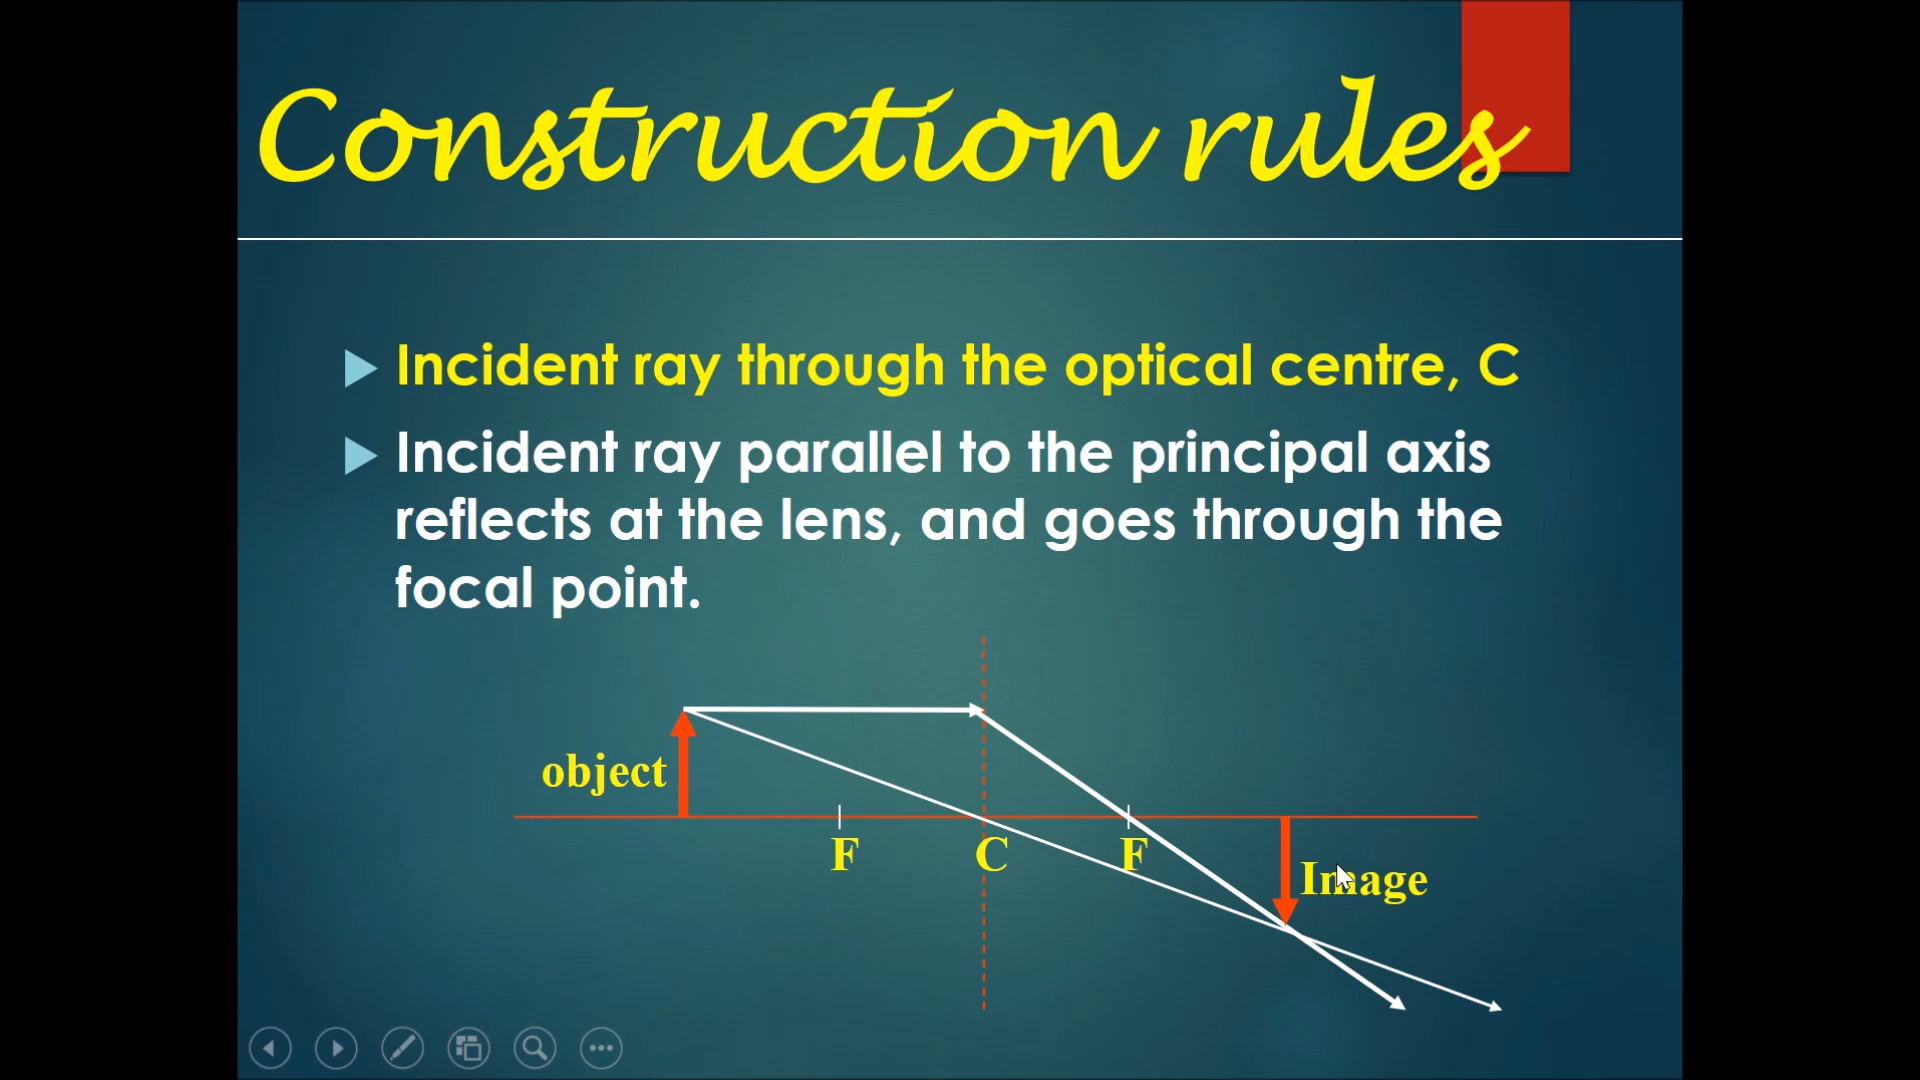 Construction rules
Incident ray through the optical centre, C
Incident ray parallel to the principal axis
reflects at the lens, and goes through the
focal point.
object
F
C
F
Image